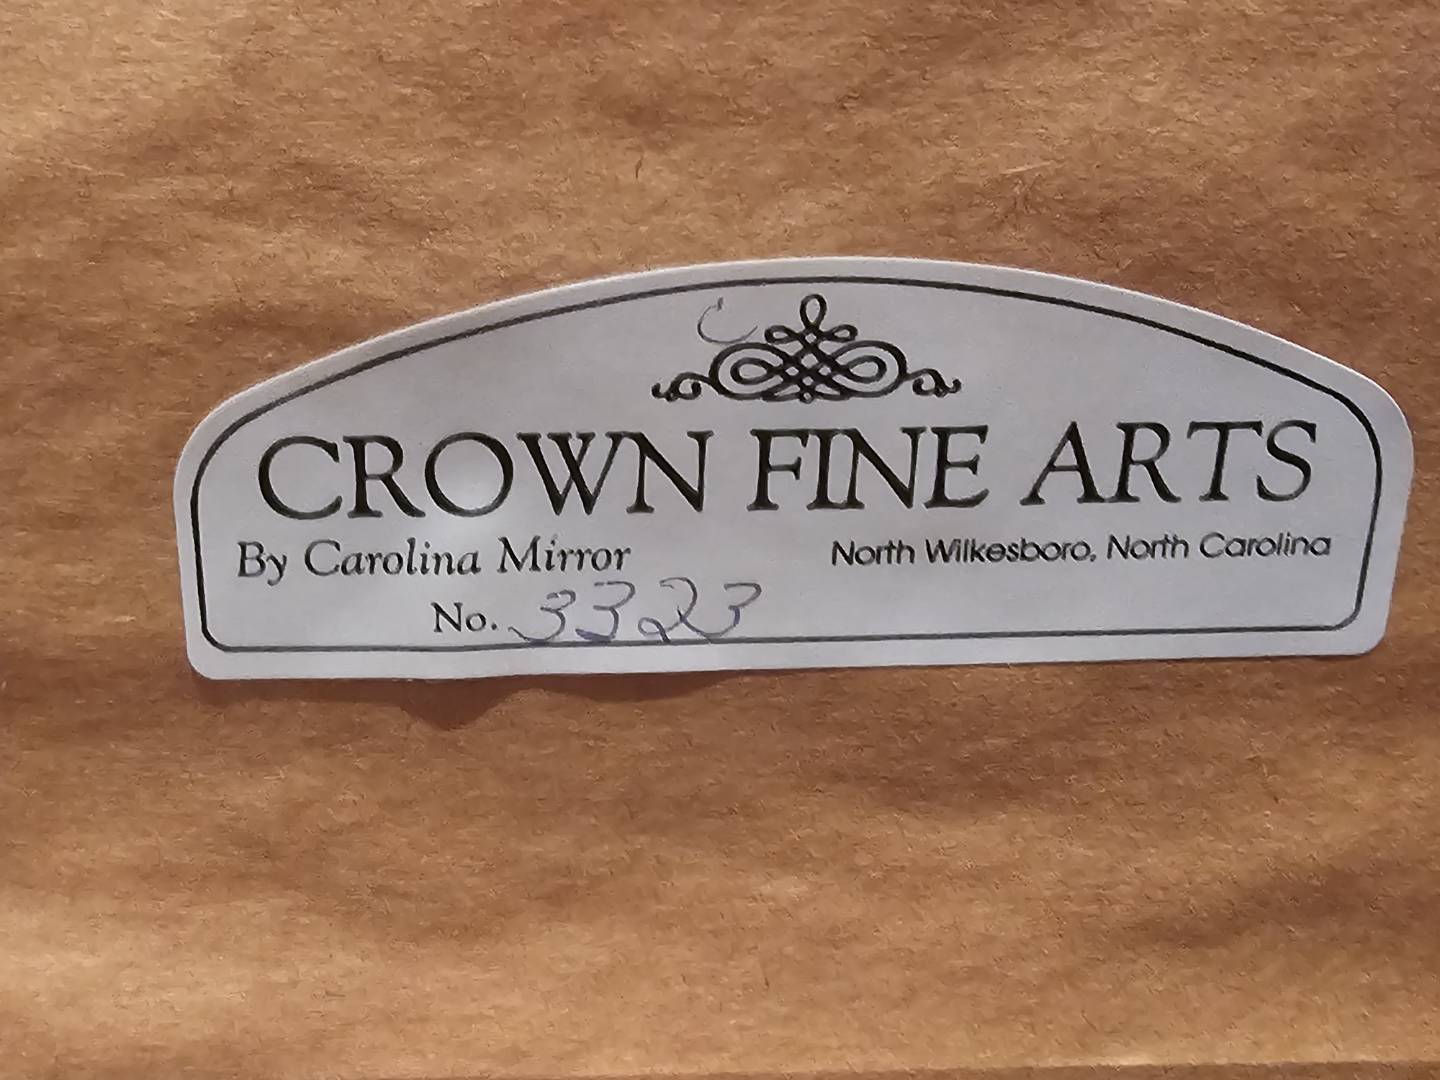 C
CROWN FINE ARTS
By Carolina Mirror North Wilkesboro, North Carolina
No. 3323